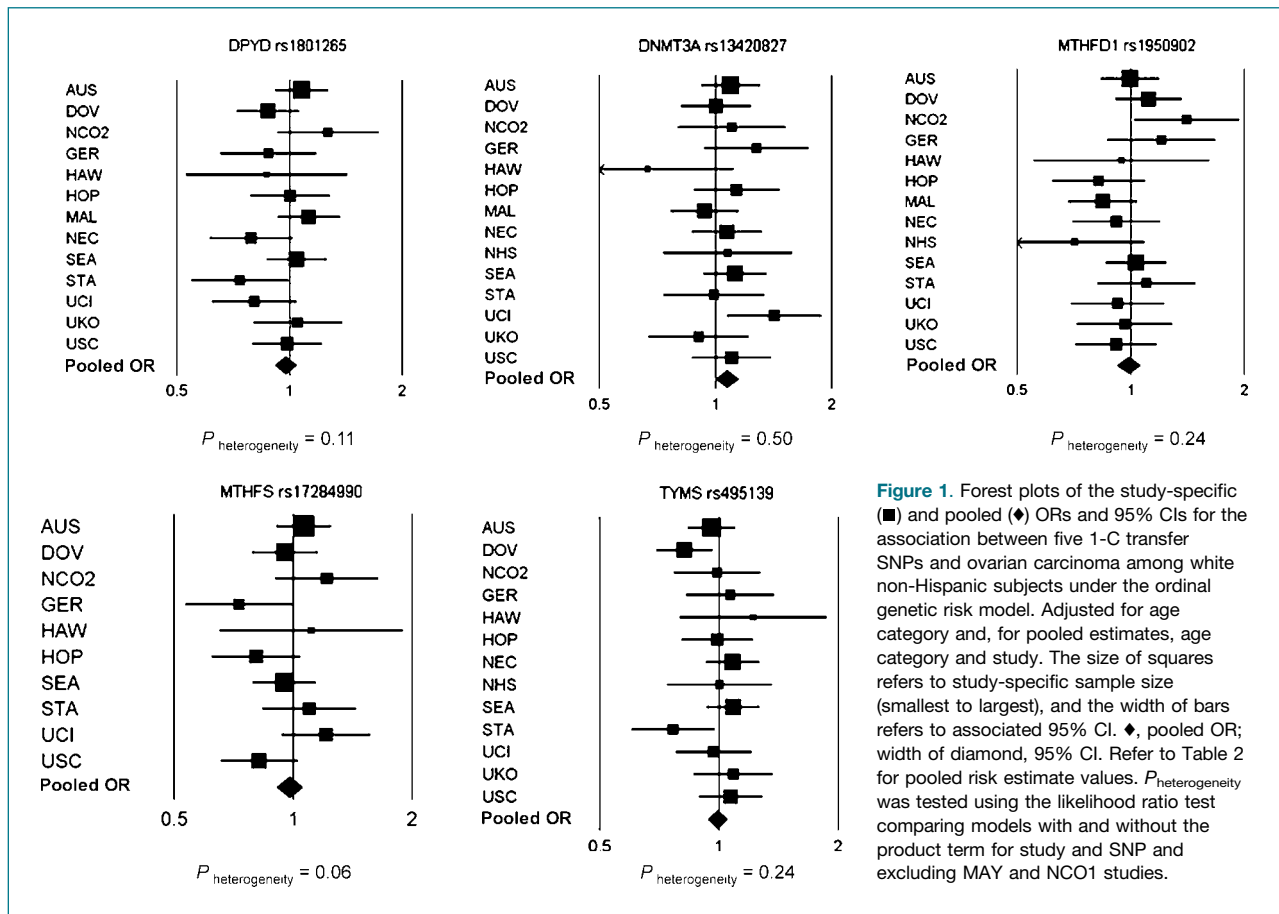 DPYD rs1801265
AUS
DOV
NCO2
GER
HAW
HOP
MAL
NEC
SEA
STA
UCI
UKO
USC
Pooled OR
0.5 1 2
P heterogeneity = 0.11
DNMT3A rs13420827
AUS
DOV
NCO2
GER
HAW
HOP
MAL
NEC
NHS
SEA
STA
UCI
UKO
USC
Pooled OR
0.5 1 2
P heterogeneity = 0.50
MTHFD1 rs1950902
AUS
DOV
NCO2
GER
HAW
HOP
MAL
NEC
NHS
SEA
STA
UCI
UKO
USC
Pooled OR
0.5 1 2
P heterogeneity = 0.24
MTHFS rs17284990
AUS
DOV
NCO2
GER
HAW
HOP
SEA
STA
UCI
USC
Pooled OR
0.5 1 2
P heterogeneity = 0.06
TYMS rs495139
AUS
DOV
NCO2
GER
HAW
HOP
NEC
NHS
SEA
STA
UCI
UKO
USC
Pooled OR
0.5 1 2
P heterogeneity = 0.24
Figure 1. Forest plots of the study-specific
(■) and pooled (♦) ORs and 95% CIs for the
association between five 1-C transfer
SNPs and ovarian carcinoma among white
non-Hispanic subjects under the ordinal
genetic risk model. Adjusted for age
category and, for pooled estimates, age
category and study. The size of squares
refers to study-specific sample size
(smallest to largest), and the width of bars
refers to associated 95% CI. ♦, pooled OR;
width of diamond, 95% CI. Refer to Table 2
for pooled risk estimate values. Pheterogeneity
was tested using the likelihood ratio test
comparing models with and without the
product term for study and SNP and
excluding MAY and NCO1 studies.